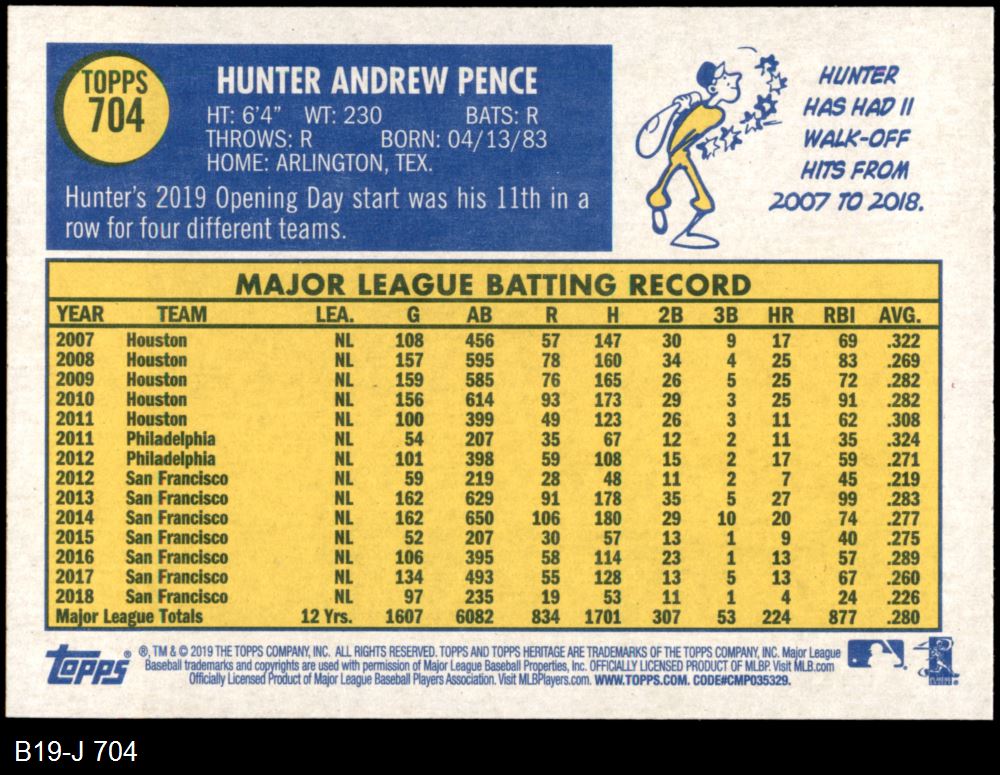 TOPPS
704
HUNTER ANDREW PENCE
HT: 6'4" WT: 230 BATS: R
THROWS: R BORN: 04/13/83
HOME: ARLINGTON, TEX.
Hunter's 2019 Opening Day start was his 11th in a
row for four different teams.
HUNTER
HAS HAD 11
WALK-OFF
HITS FROM
2007 TO 2018.
MAJOR LEAGUE BATTING RECORD
YEAR TEAM LEA. G AB R H 2B 3B HR RBI AVG.
2007 Houston NL 108 456 57 147 30 9 17 69 .322
2008 Houston NL 157 595 78 160 34 4 25 83 .269
2009 Houston NL 159 585 76 165 26 5 25 72 .282
2010 Houston NL 156 614 93 173 29 3 25 91 .282
2011 Houston NL 100 399 49 123 26 3 11 62 .308
2011 Philadelphia NL 54 207 35 67 12 2 11 35 .324
2012 Philadelphia NL 101 398 59 108 15 2 17 59 .271
2012 San Francisco NL 59 219 28 48 11 2 7 45 .219
2013 San Francisco NL 162 629 91 178 35 5 27 99 .283
2014 San Francisco NL 162 650 106 180 29 10 20 74 .277
2015 San Francisco NL 52 207 30 57 13 1 9 40 .275
2016 San Francisco NL 106 395 58 114 23 1 13 57 .289
2017 San Francisco NL 134 493 55 128 13 5 13 67 .260
2018 San Francisco NL 97 235 19 53 11 1 4 24 .226
Major League Totals 12 Yrs. 1607 6082 834 1701 307 53 224 877 .280
Topps®
®, TM & © 2019 THE TOPPS COMPANY, INC. ALL RIGHTS RESERVED. TOPPS AND TOPPS HERITAGE ARE TRADEMARKS OF THE TOPPS COMPANY, INC. Major League
Baseball trademarks and copyrights are used with permission of Major League Baseball Properties, Inc. OFFICIALLY LICENSED PRODUCT OF MLBP. Visit MLB.com
Officially Licensed Product of Major League Baseball Players Association. Visit MLBPlayers.com. WWW.TOPPS.COM. CODE#CMP035329.
B19-J 704